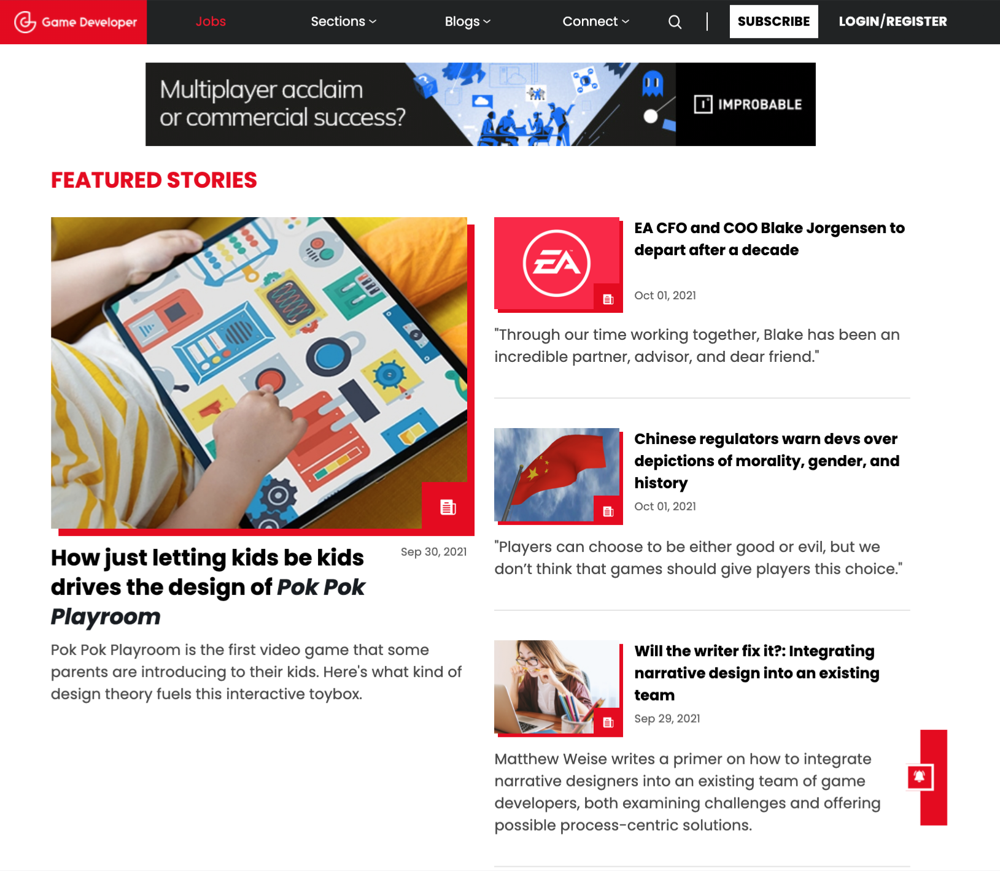 Game Developer
Jobs
Sections
Blogs
Connect
SUBSCRIBE
LOGIN/REGISTER
Multiplayer acclaim
or commercial success?
IMPROBABLE
FEATURED STORIES
How just letting kids be kids
drives the design of Pok Pok
Playroom
Sep 30, 2021
Pok Pok Playroom is the first video game that some
parents are introducing to their kids. Here's what kind of
design theory fuels this interactive toybox.
EA
EA CFO and COO Blake Jorgensen to
depart after a decade
Oct 01, 2021
"Through our time working together, Blake has been an
incredible partner, advisor, and dear friend."
Chinese regulators warn devs over
depictions of morality, gender, and
history
Oct 01, 2021
"Players can choose to be either good or evil, but we
don’t think that games should give players this choice."
Will the writer fix it?: Integrating
narrative design into an existing
team
Sep 29, 2021
Matthew Weise writes a primer on how to integrate
narrative designers into an existing team of game
developers, both examining challenges and offering
possible process-centric solutions.